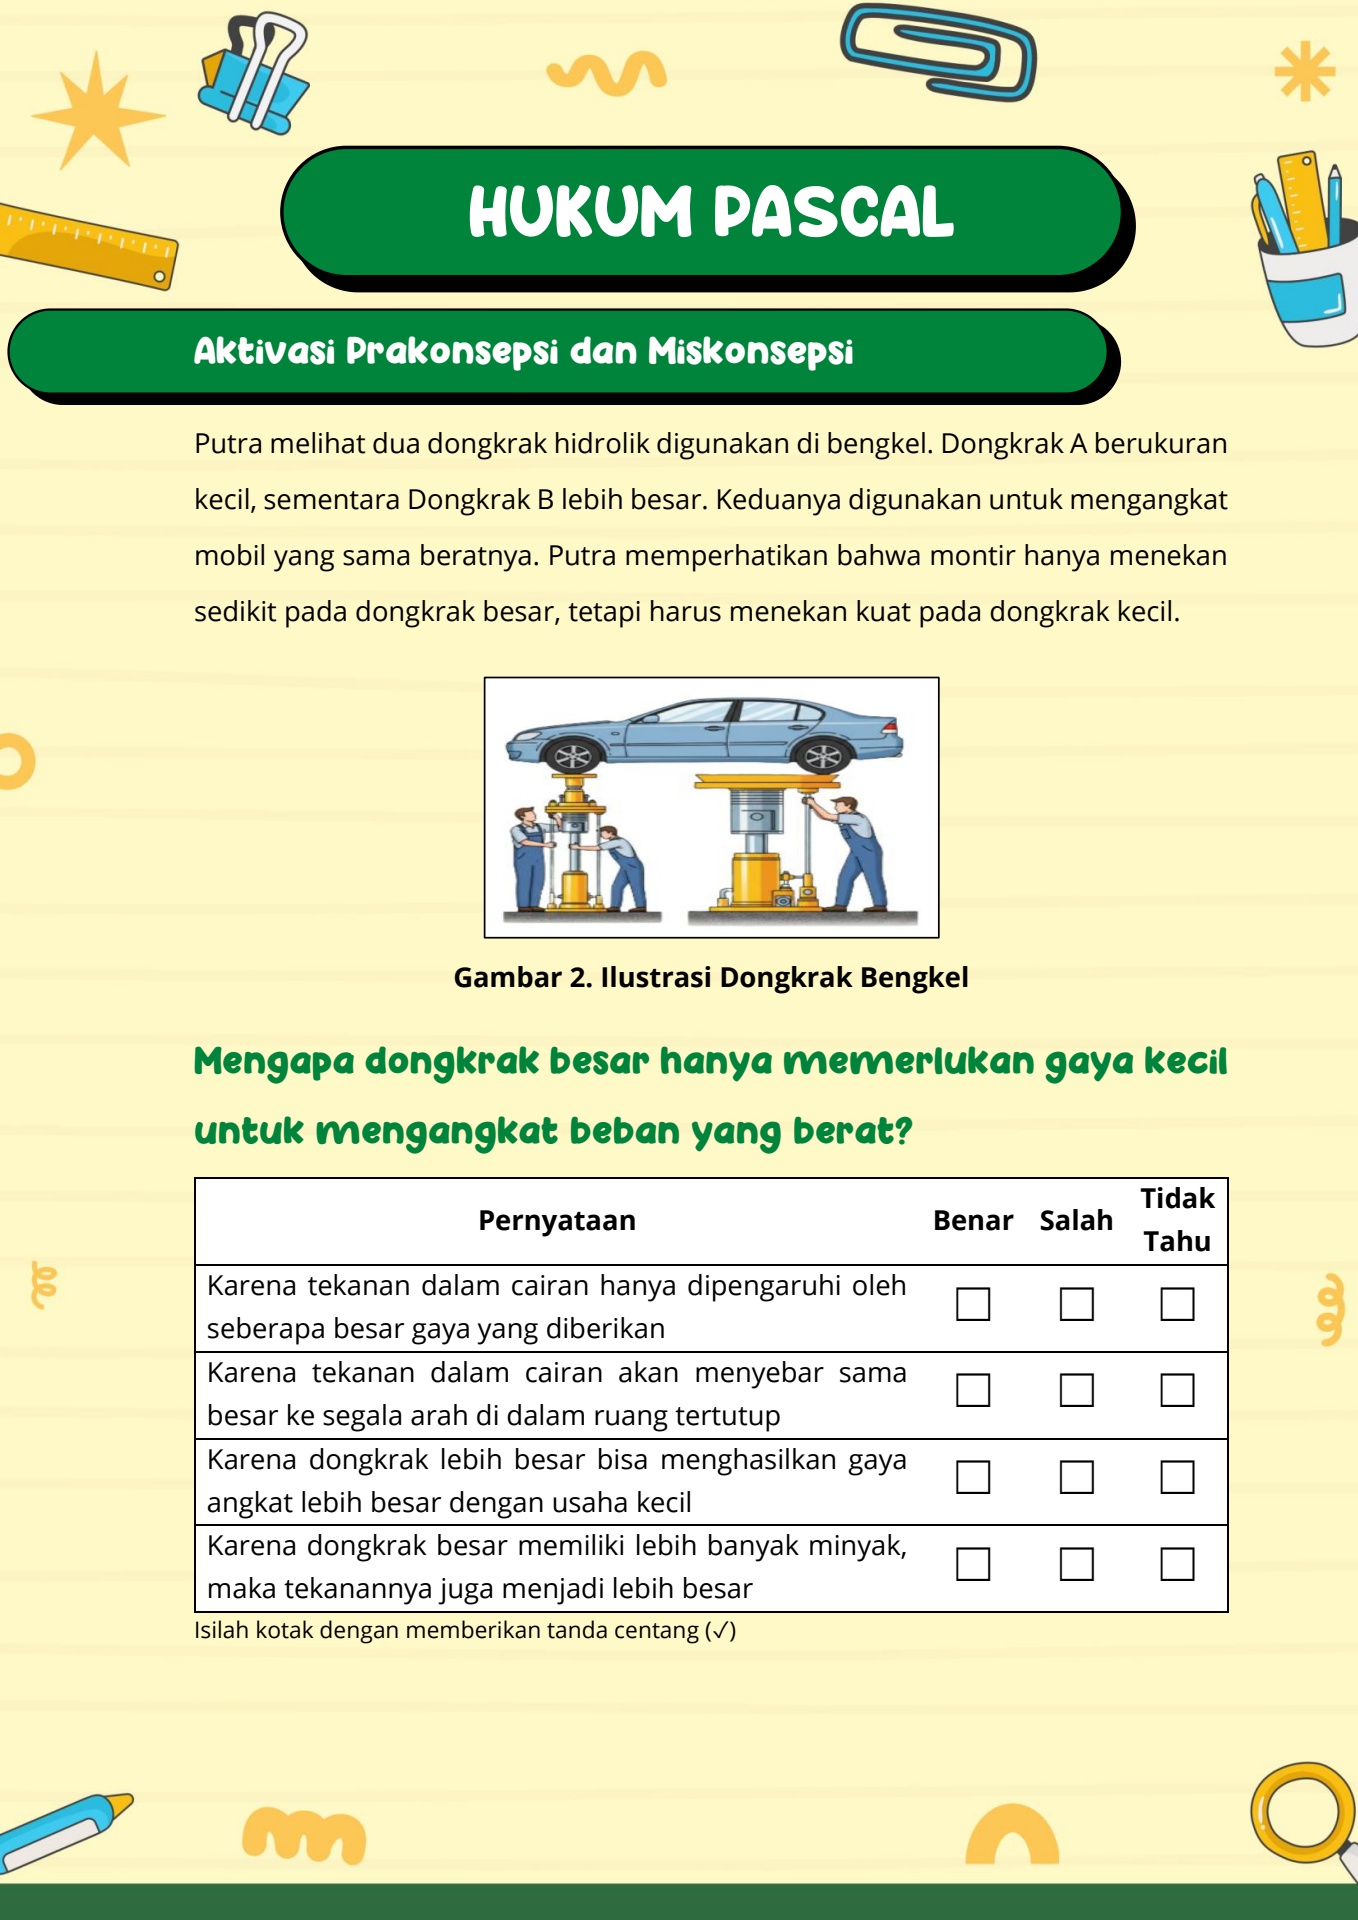 HUKUM PASCAL
Aktivasi Prakonsepsi dan Miskonsepsi
Putra melihat dua dongkrak hidrolik digunakan di bengkel. Dongkrak A berukuran
kecil, sementara Dongkrak B lebih besar. Keduanya digunakan untuk mengangkat
mobil yang sama beratnya. Putra memperhatikan bahwa montir hanya menekan
sedikit pada dongkrak besar, tetapi harus menekan kuat pada dongkrak kecil.
Gambar 2. Ilustrasi Dongkrak Bengkel
Mengapa dongkrak besar hanya memerlukan gaya kecil
untuk mengangkat beban yang berat?
Pernyataan Benar Salah Tidak
Tahu
Karena tekanan dalam cairan hanya dipengaruhi oleh
seberapa besar gaya yang diberikan
Karena tekanan dalam cairan akan menyebar sama
besar ke segala arah di dalam ruang tertutup
Karena dongkrak lebih besar bisa menghasilkan gaya
angkat lebih besar dengan usaha kecil
Karena dongkrak besar memiliki lebih banyak minyak,
maka tekanannya juga menjadi lebih besar
Isilah kotak dengan memberikan tanda centang (✓)